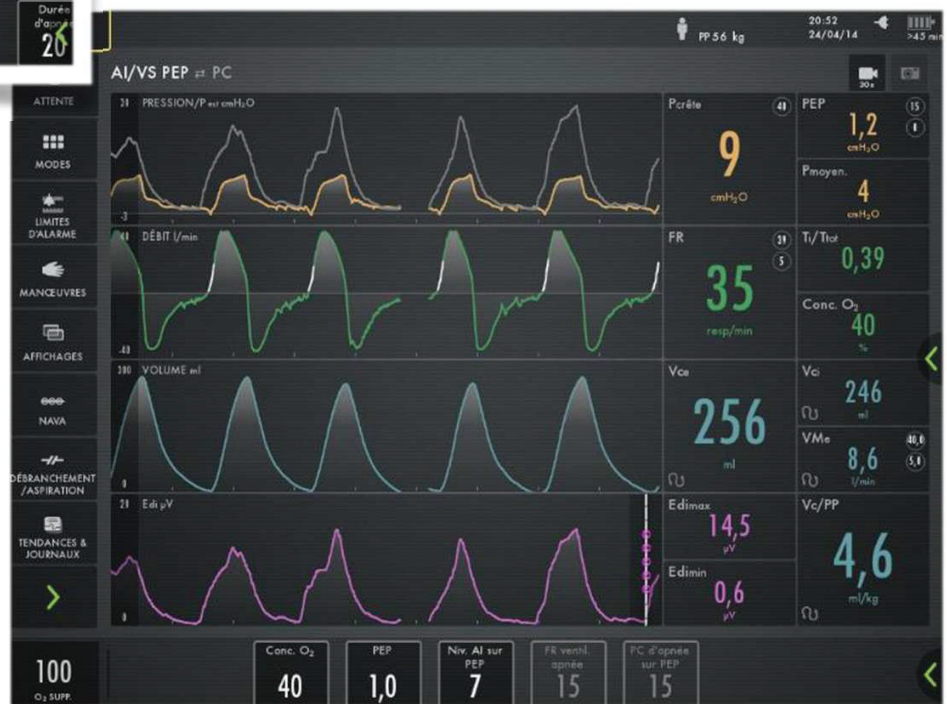 Durée
d'apnée
20
PP 56 kg
20:52
24/04/14
>45 min
AI/VS PEP ⇄ PC
30 s
ATTENTE
MODES
LIMITES
D'ALARME
MANŒUVRES
AFFICHAGES
NAVA
DÉBRANCHEMENT
/ASPIRATION
TENDANCES &
JOURNAUX
100
O₂ SUPP.
PRESSION/P est cmH₂O
-3
DÉBIT l/min
-40
VOLUME ml
0
Edi µV
0
Pcrête
40
9
cmH₂O
PEP
15
0
1,2
cmH₂O
Pmoyen.
4
cmH₂O
FR
5
35
resp/min
Ti/Ttot
0,39
Conc. O₂
40
%
Vce
256
ml
Vci
246
ml
VMe
40,0
5,0
8,6
l/min
Edimax
14,5
µV
Edimin
0,6
µV
Vc/PP
4,6
ml/kg
Conc. O₂
40
PEP
1,0
Niv. AI sur
PEP
7
FR ventil.
apnée
15
PC d'apnée
sur PEP
15